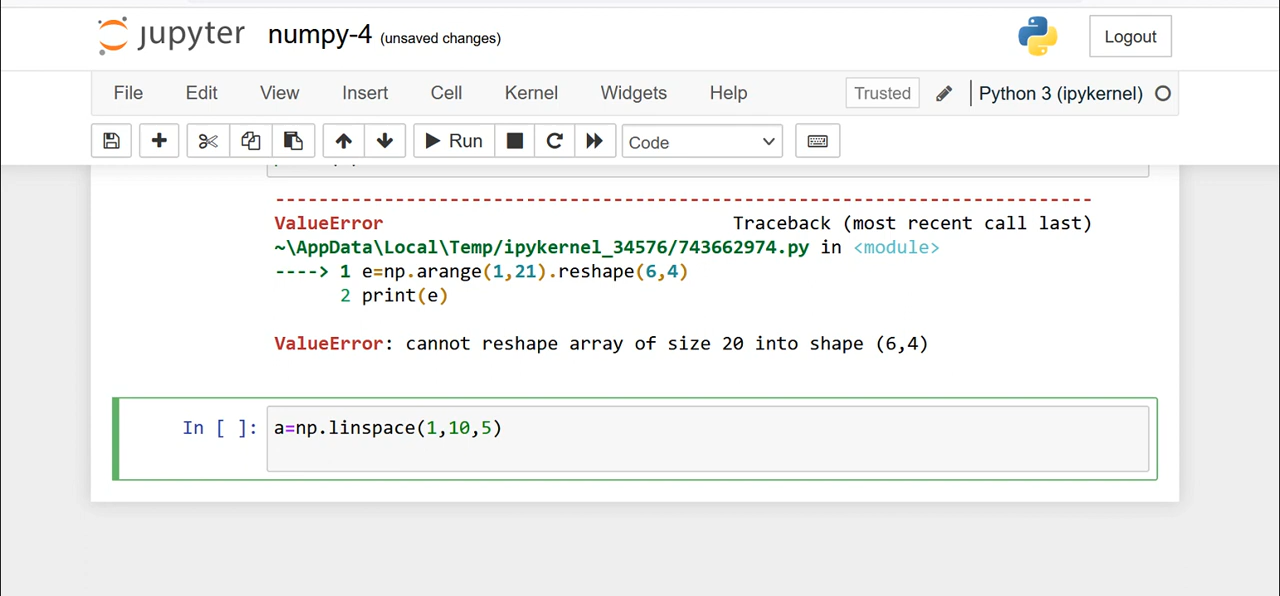 jupyter numpy-4 (unsaved changes) Logout
File Edit View Insert Cell Kernel Widgets Help Trusted Python 3 (ipykernel)
Run Code
---------------------------------------------------------------------------
ValueError Traceback (most recent call last)
~\AppData\Local\Temp/ipykernel_34576/743662974.py in <module>
----> 1 e=np.arange(1,21).reshape(6,4)
2 print(e)
ValueError: cannot reshape array of size 20 into shape (6,4)
In [ ]: a=np.linspace(1,10,5)